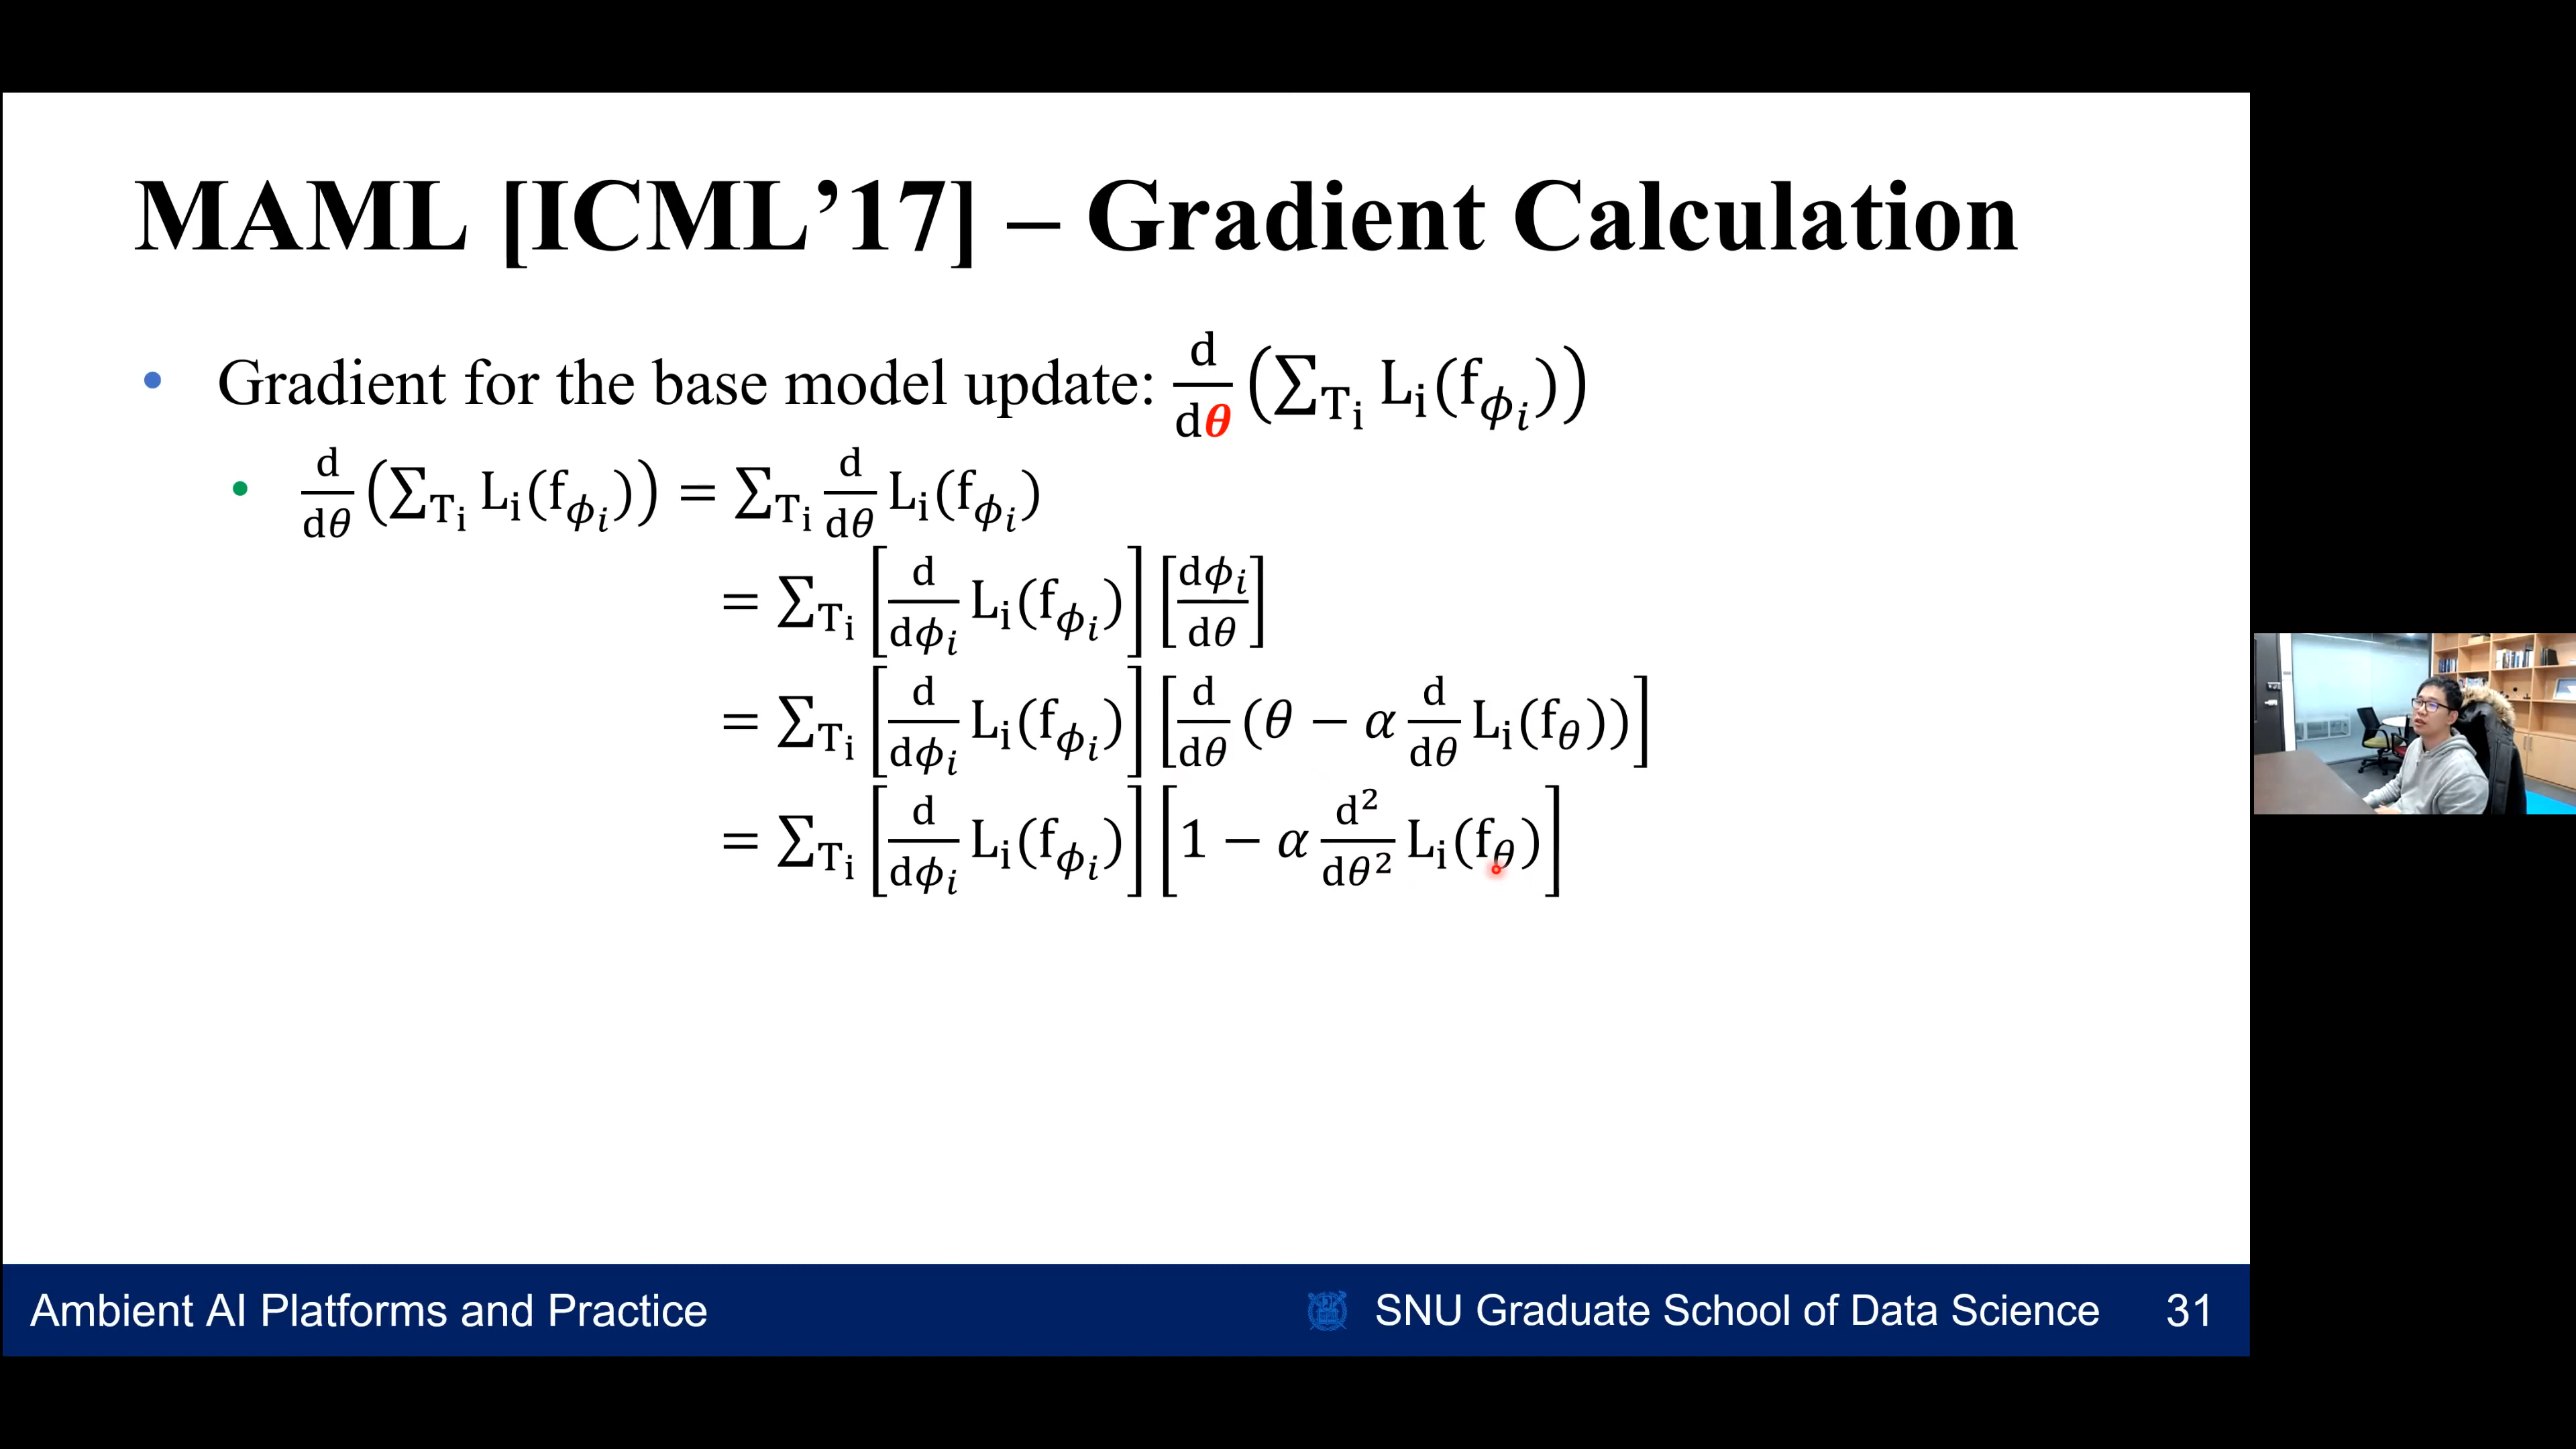 MAML [ICML’17] – Gradient Calculation
• Gradient for the base model update: d/d𝜽 (∑_{T_i} L_i(f_{ϕ_i}))
• d/dθ (∑_{T_i} L_i(f_{ϕ_i})) = ∑_{T_i} d/dθ L_i(f_{ϕ_i})
= ∑_{T_i} [d/dϕ_i L_i(f_{ϕ_i})] [dϕ_i/dθ]
= ∑_{T_i} [d/dϕ_i L_i(f_{ϕ_i})] [d/dθ (θ − α d/dθ L_i(f_θ))]
= ∑_{T_i} [d/dϕ_i L_i(f_{ϕ_i})] [1 − α d²/dθ² L_i(f_θ)]
Ambient AI Platforms and Practice SNU Graduate School of Data Science 31